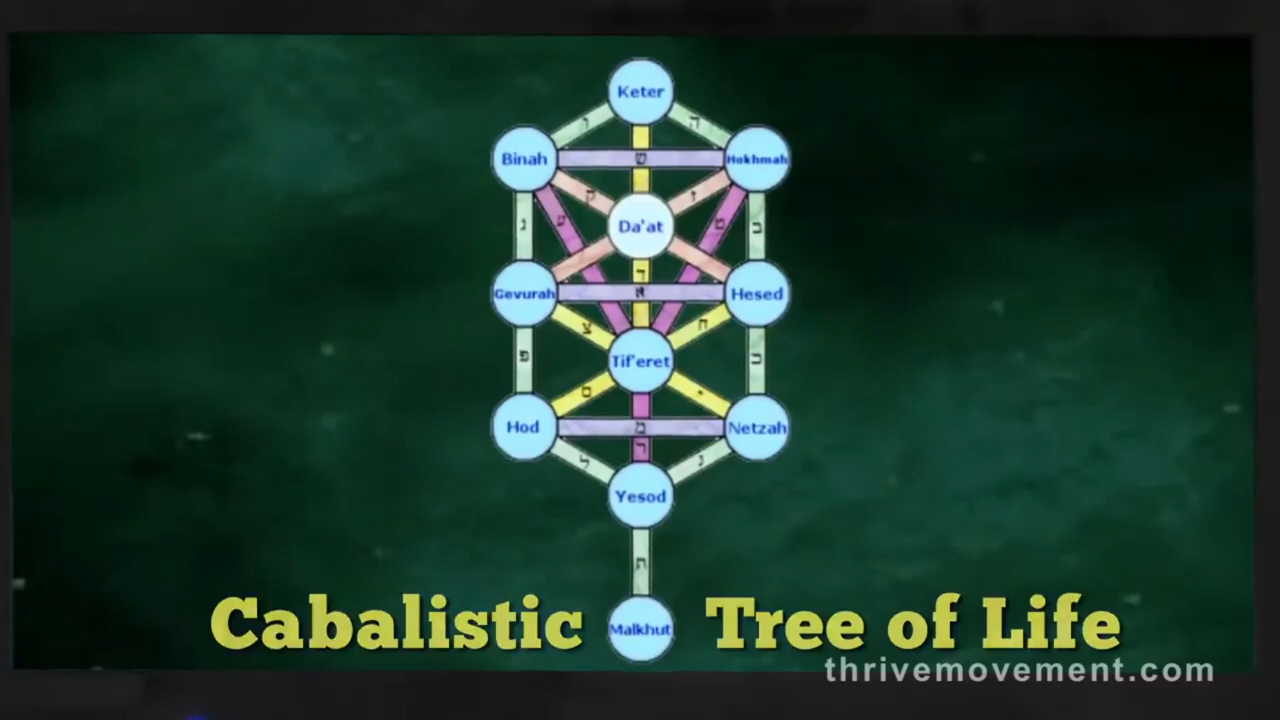 Keter
ו
ה
Binah
ש
Hokhmah
ק
ז
Da'at
ד
Gevurah
א
Hesed
צ
ח
פ
Tif'eret
ס
י
Hod
מ
Netzah
ר
ל
נ
Yesod
ת
Cabalistic Tree of Life
Malkhut
thrivemovement.com